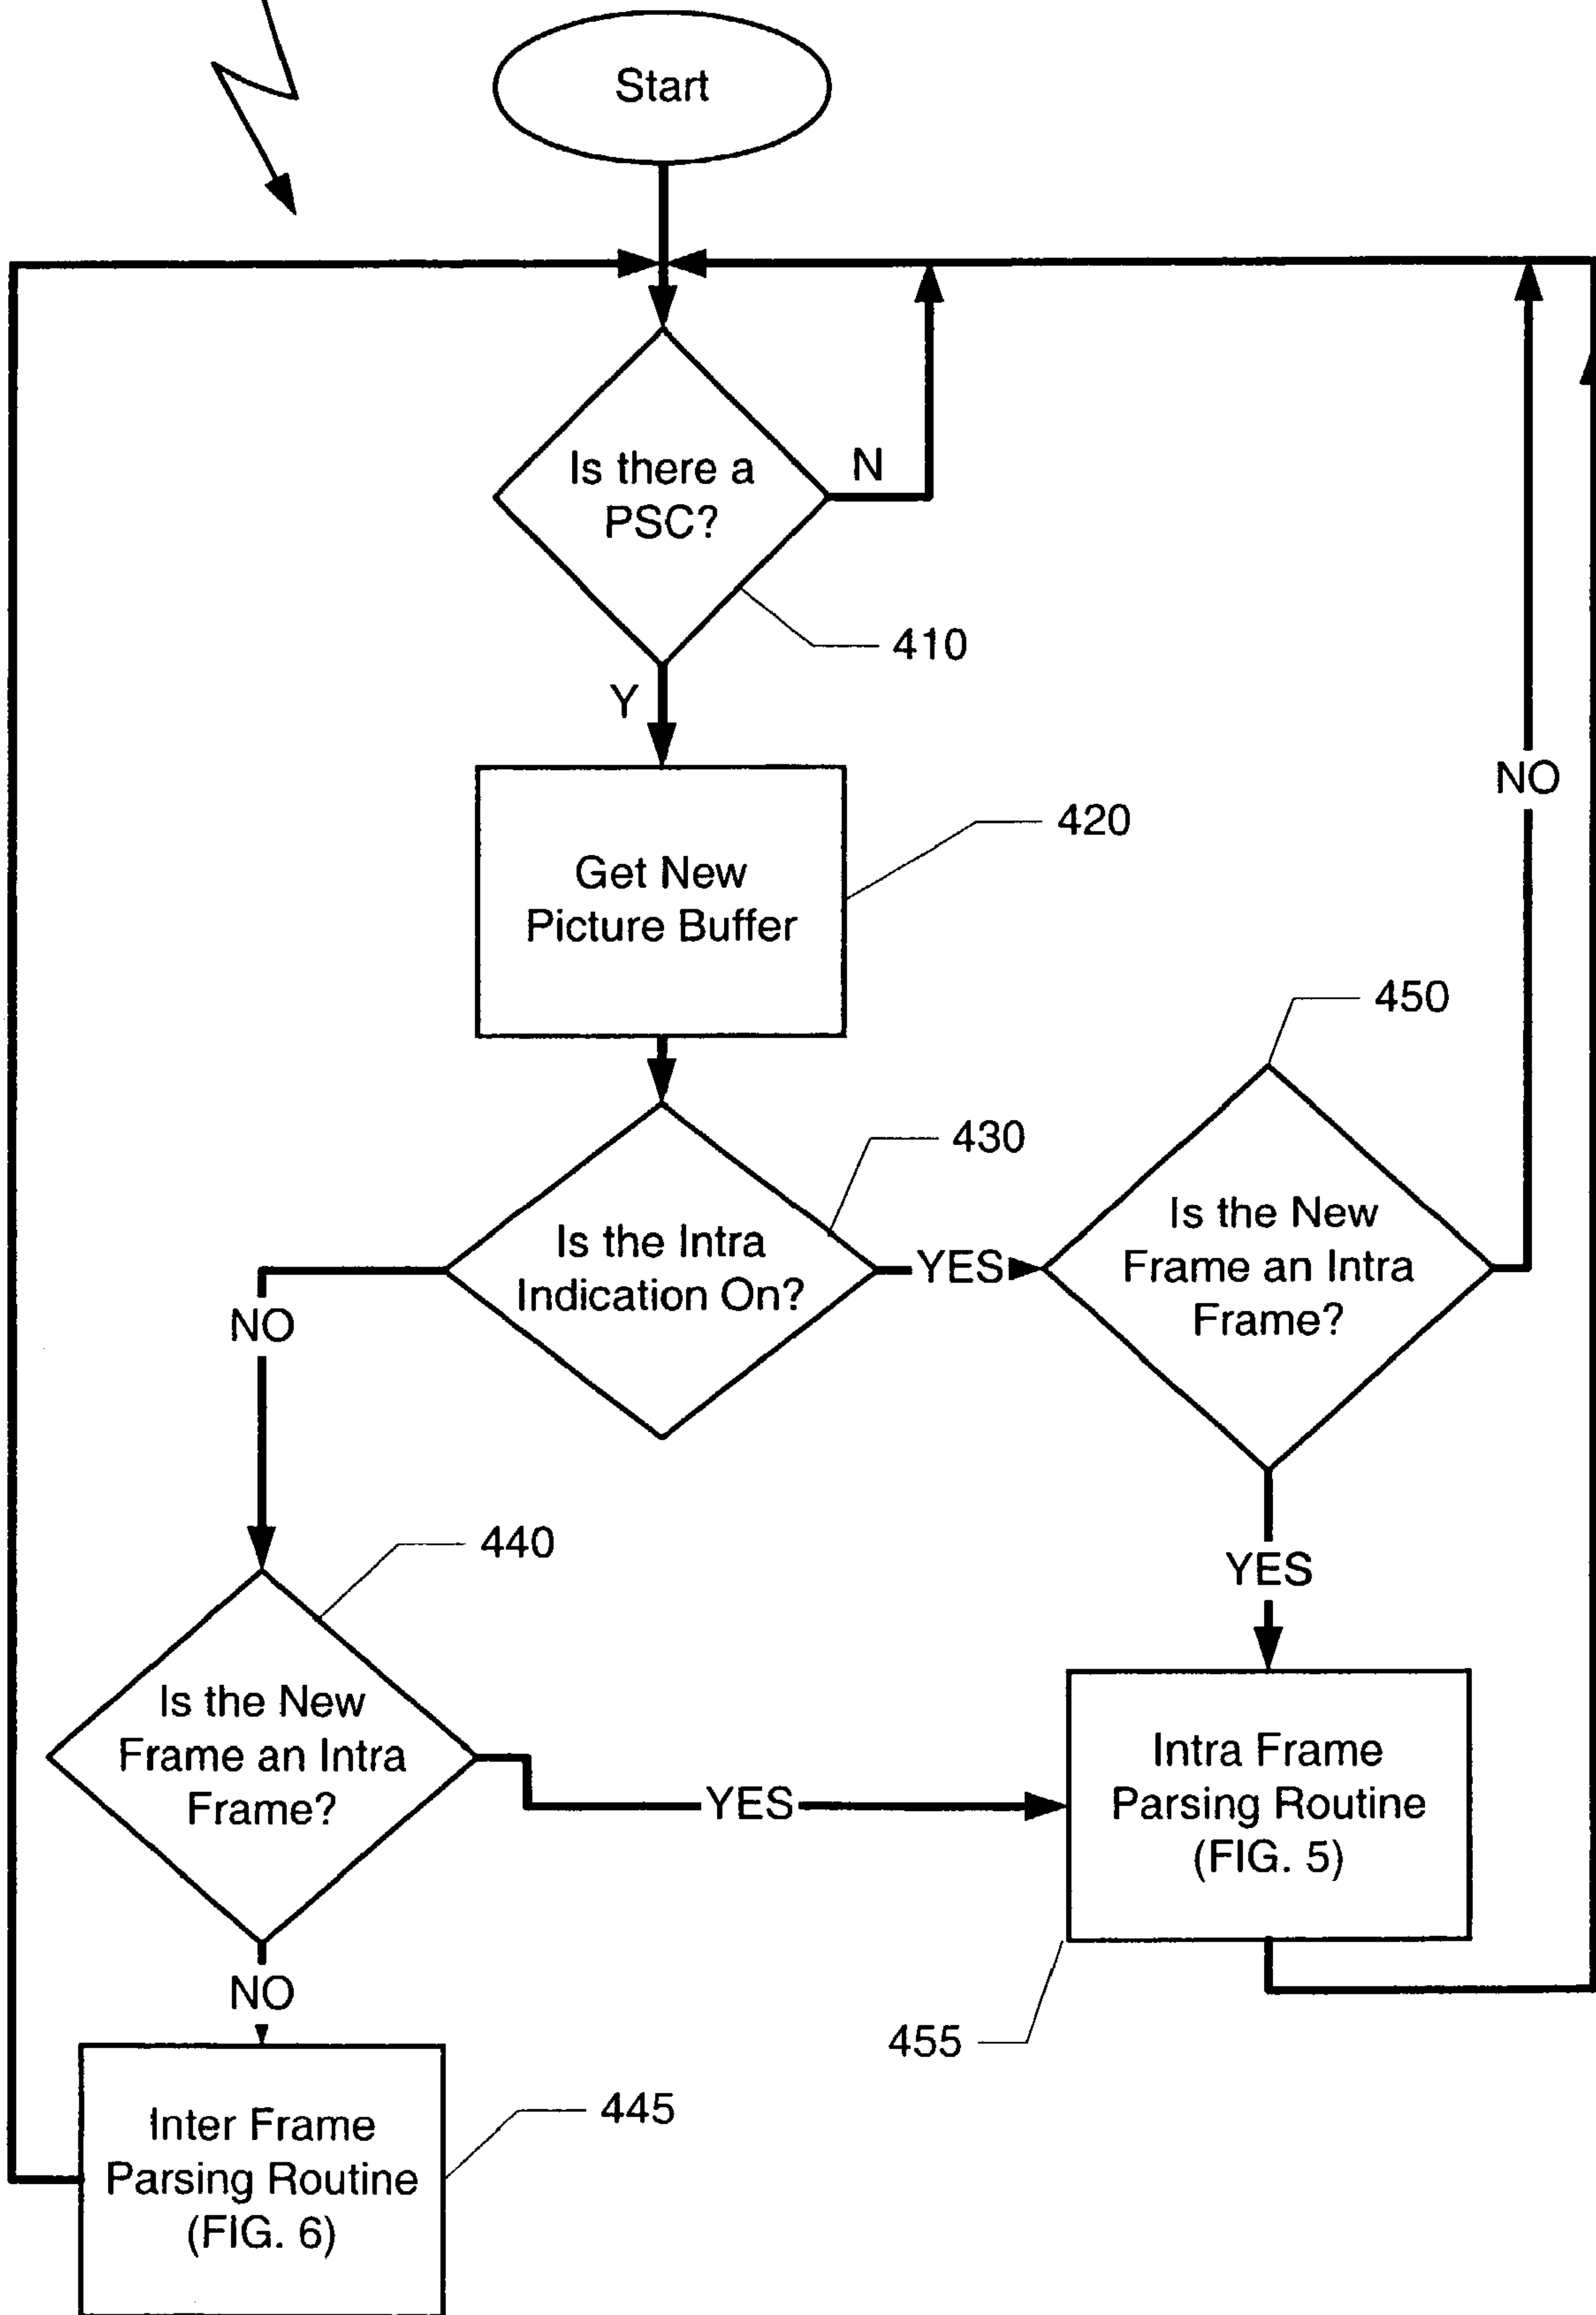 Start
Is there a
PSC?
N
410
Y
Get New
Picture Buffer
420
NO
450
430
Is the Intra
Indication On?
YES
Is the New
Frame an Intra
Frame?
NO
440
YES
Is the New
Frame an Intra
Frame?
YES
Intra Frame
Parsing Routine
(FIG. 5)
NO
455
Inter Frame
Parsing Routine
(FIG. 6)
445